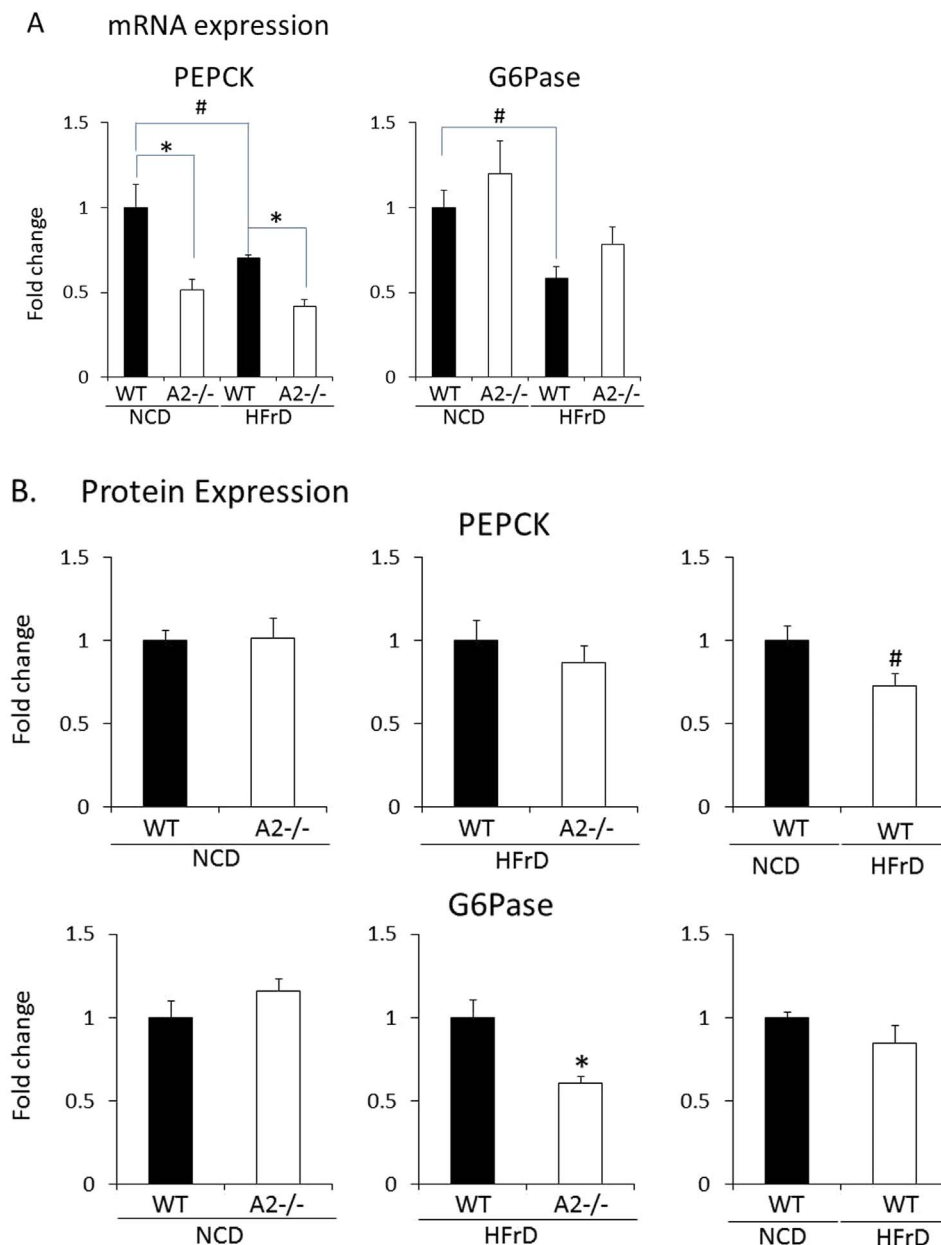 A mRNA expression
PEPCK G6Pase
Fold change
1.5
1
0.5
0
#
*
*
WT A2-/- WT A2-/-
NCD HFrD
1.5
1
0.5
0
#
WT A2-/- WT A2-/-
NCD HFrD
B. Protein Expression
PEPCK
Fold change
1.5
1
0.5
0
WT A2-/-
NCD
1.5
1
0.5
0
WT A2-/-
HFrD
1.5
1
0.5
0
#
WT WT
NCD HFrD
G6Pase
Fold change
1.5
1
0.5
0
WT A2-/-
NCD
1.5
1
0.5
0
*
WT A2-/-
HFrD
1.5
1
0.5
0
WT WT
NCD HFrD